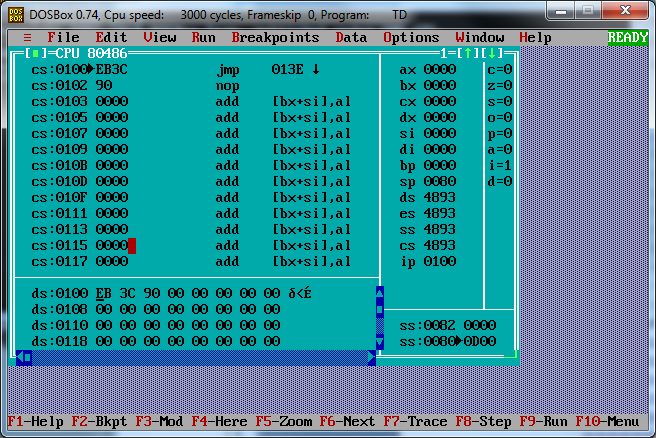 DOSBox 0.74, Cpu speed: 3000 cycles, Frameskip 0, Program: TD
≡ File Edit View Run Breakpoints Data Options Window Help READY
[■]=CPU 80486 1=[↑][↓]
cs:0100►EB3C jmp 013E ↓ ax 0000 c=0
cs:0102 90 nop bx 0000 z=0
cs:0103 0000 add [bx+si],al cx 0000 s=0
cs:0105 0000 add [bx+si],al dx 0000 o=0
cs:0107 0000 add [bx+si],al si 0000 p=0
cs:0109 0000 add [bx+si],al di 0000 a=0
cs:010B 0000 add [bx+si],al bp 0000 i=1
cs:010D 0000 add [bx+si],al sp 0080 d=0
cs:010F 0000 add [bx+si],al ds 4893
cs:0111 0000 add [bx+si],al es 4893
cs:0113 0000 add [bx+si],al ss 4893
cs:0115 0000 add [bx+si],al cs 4893
cs:0117 0000 add [bx+si],al ip 0100
ds:0100 EB 3C 90 00 00 00 00 00 δ<É
ds:0108 00 00 00 00 00 00 00 00
ds:0110 00 00 00 00 00 00 00 00 ss:0082 0000
ds:0118 00 00 00 00 00 00 00 00 ss:0080►0D00
F1-Help F2-Bkpt F3-Mod F4-Here F5-Zoom F6-Next F7-Trace F8-Step F9-Run F10-Menu